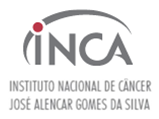 INCA
INSTITUTO NACIONAL DE CÂNCER
JOSÉ ALENCAR GOMES DA SILVA